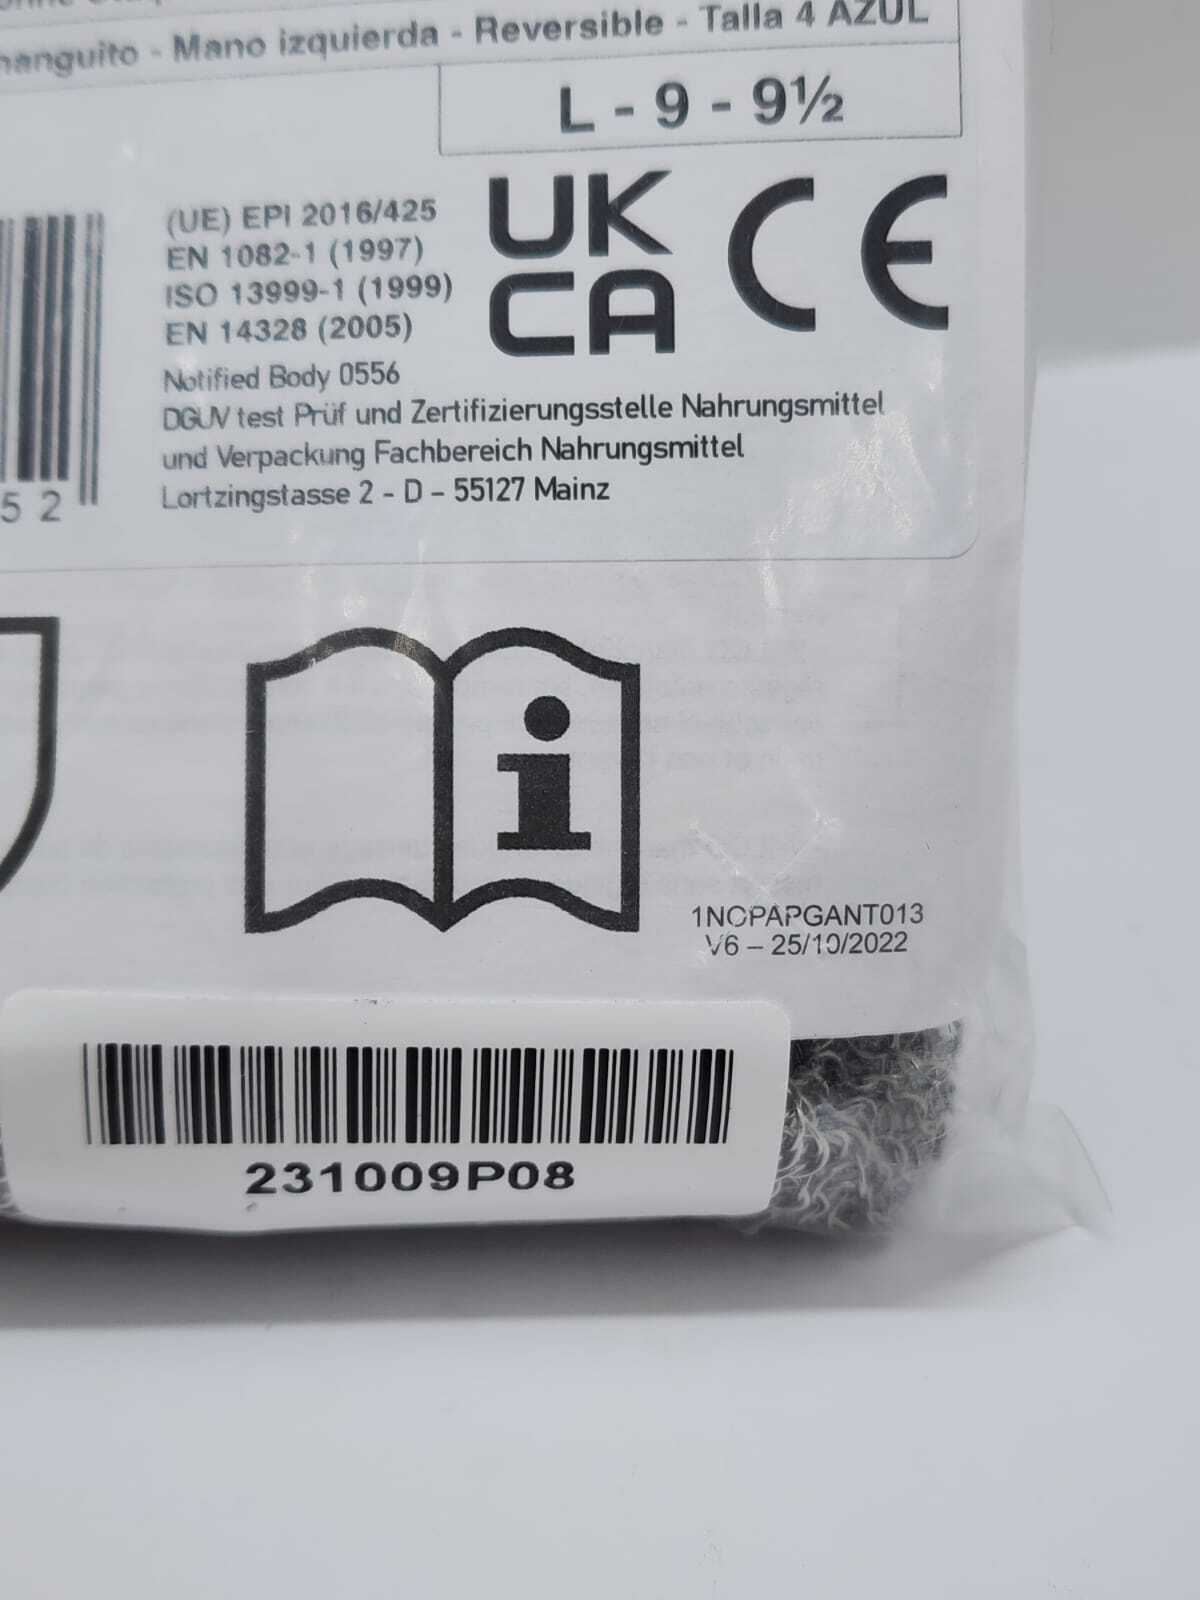 manguito - Mano izquierda - Reversible - Talla 4 AZUL
L - 9 - 9½
(UE) EPI 2016/425
EN 1082-1 (1997)
ISO 13999-1 (1999)
EN 14328 (2005)
UK
CA
CE
Notified Body 0556
DGUV test Prüf und Zertifizierungsstelle Nahrungsmittel
und Verpackung Fachbereich Nahrungsmittel
Lortzingstasse 2 - D - 55127 Mainz
52
i
1NOPAPGANT013
V6 – 25/10/2022
231009P08